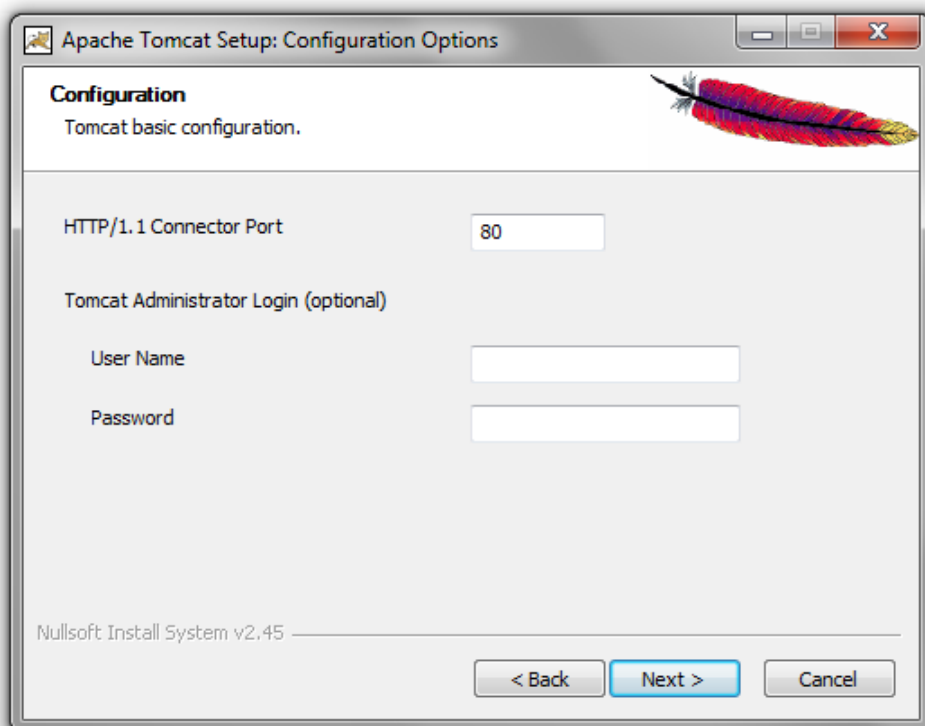 Apache Tomcat Setup: Configuration Options
Configuration
Tomcat basic configuration.
HTTP/1.1 Connector Port 80
Tomcat Administrator Login (optional)
User Name
Password
Nullsoft Install System v2.45
< Back Next > Cancel